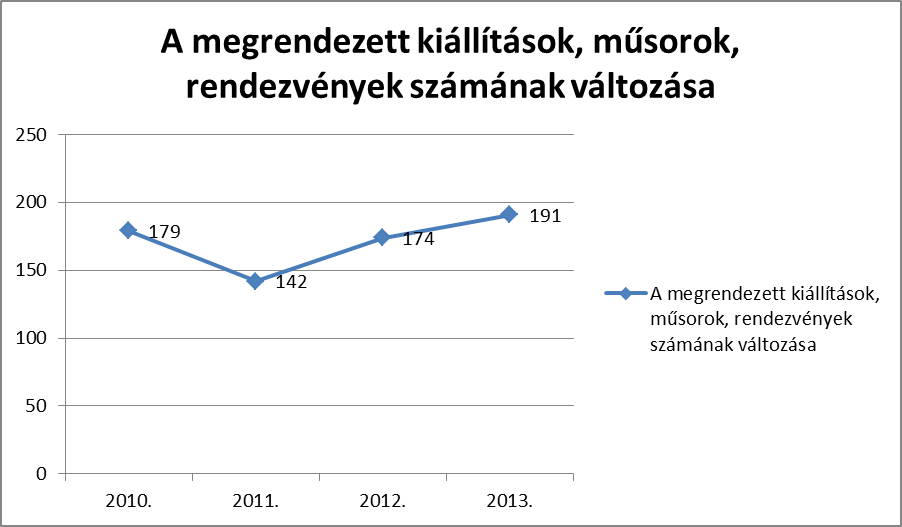 A megrendezett kiállítások, műsorok,
rendezvények számának változása
250
200
150
100
50
0
179
142
174
191
2010.
2011.
2012.
2013.
A megrendezett kiállítások,
műsorok, rendezvények
számának változása